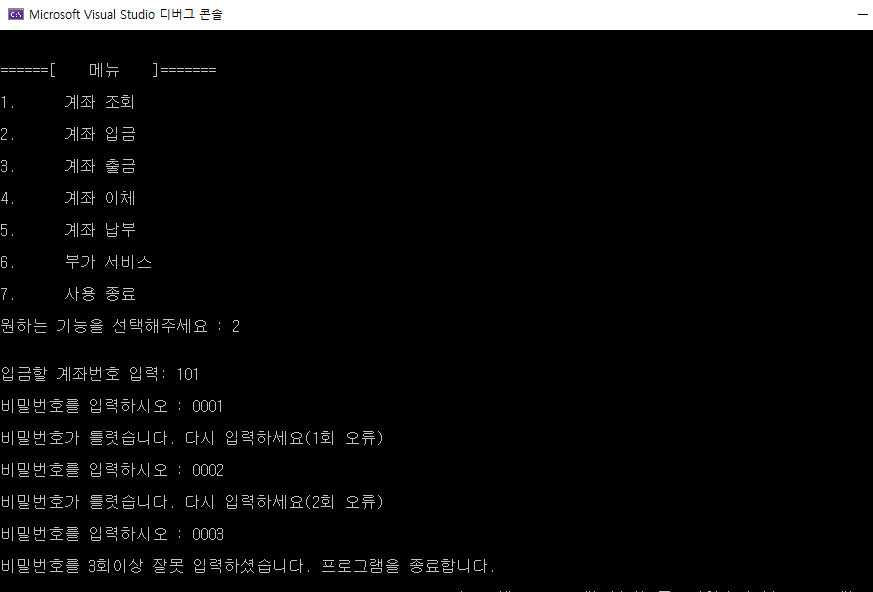 Microsoft Visual Studio 디버그 콘솔
======[    메뉴    ]=======
1.      계좌 조회
2.      계좌 입금
3.      계좌 출금
4.      계좌 이체
5.      계좌 납부
6.      부가 서비스
7.      사용 종료
원하는 기능을 선택해주세요 : 2
입금할 계좌번호 입력: 101
비밀번호를 입력하시오 : 0001
비밀번호가 틀렷습니다. 다시 입력하세요(1회 오류)
비밀번호를 입력하시오 : 0002
비밀번호가 틀렷습니다. 다시 입력하세요(2회 오류)
비밀번호를 입력하시오 : 0003
비밀번호를 3회이상 잘못 입력하셨습니다. 프로그램을 종료합니다.